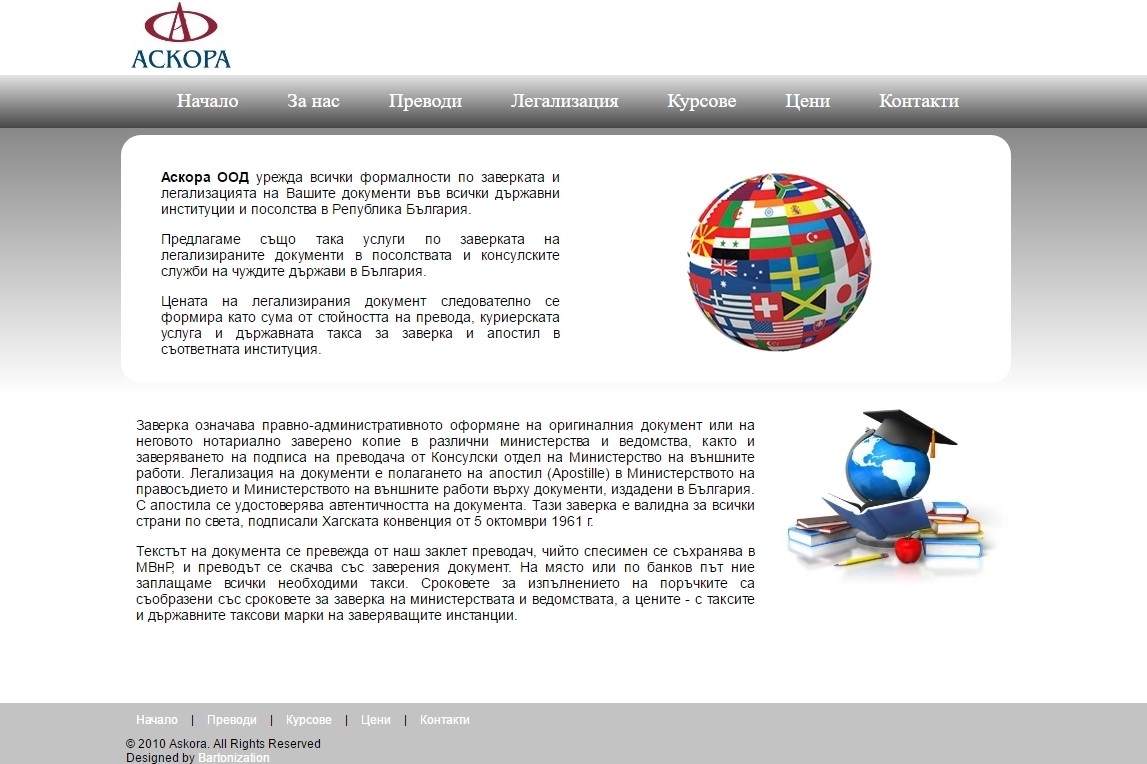 АСКОРА
Начало За нас Преводи Легализация Курсове Цени Контакти
Аскора ООД урежда всички формалности по заверката и
легализацията на Вашите документи във всички държавни
институции и посолства в Република България.
Предлагаме също така услуги по заверката на
легализираните документи в посолствата и консулските
служби на чуждите държави в България.
Цената на легализирания документ следователно се
формира като сума от стойността на превода, куриерската
услуга и държавната такса за заверка и апостил в
съответната институция.
Заверка означава правно-административното оформяне на оригиналния документ или на
неговото нотариално заверено копие в различни министерства и ведомства, както и
заверяването на подписа на преводача от Консулски отдел на Министерство на външните
работи. Легализация на документи е полагането на апостил (Apostille) в Министерството на
правосъдието и Министерството на външните работи върху документи, издадени в България.
С апостила се удостоверява автентичността на документа. Тази заверка е валидна за всички
страни по света, подписали Хагската конвенция от 5 октомври 1961 г.
Текстът на документа се превежда от наш заклет преводач, чийто спесимен се съхранява в
МВнР, и преводът се скачва със заверения документ. На място или по банков път ние
заплащаме всички необходими такси. Сроковете за изпълнението на поръчките са
съобразени със сроковете за заверка на министерствата и ведомствата, а цените - с таксите
и държавните таксови марки на заверяващите инстанции.
Начало | Преводи | Курсове | Цени | Контакти
© 2010 Askora. All Rights Reserved
Designed by Bartonization